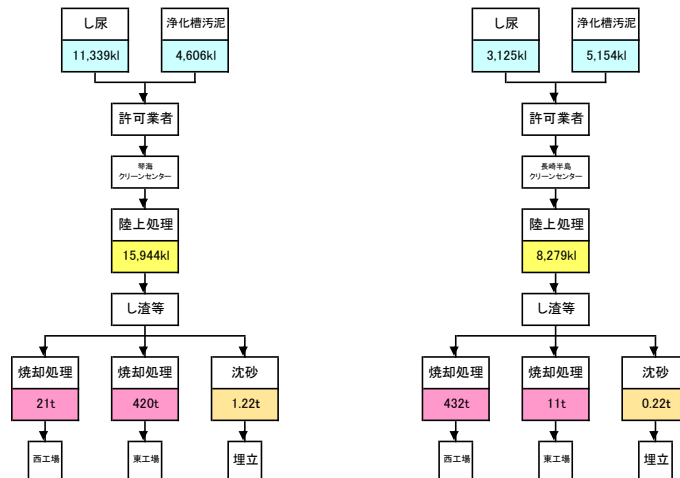 し尿
11,339kl
浄化槽汚泥
4,606kl
許可業者
琴海
クリーンセンター
陸上処理
15,944kl
し渣等
焼却処理
21t
焼却処理
420t
沈砂
1.22t
西工場
東工場
埋立
し尿
3,125kl
浄化槽汚泥
5,154kl
許可業者
長崎半島
クリーンセンター
陸上処理
8,279kl
し渣等
焼却処理
432t
焼却処理
11t
沈砂
0.22t
西工場
東工場
埋立